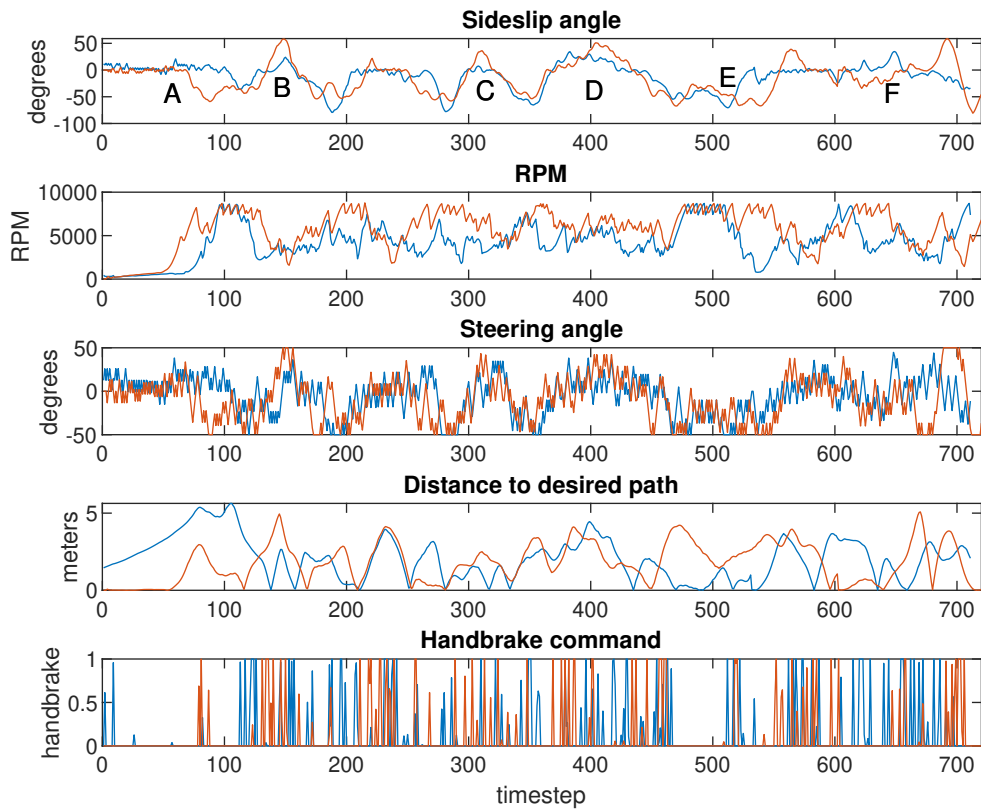 Sideslip angle
degrees
50
0
-50
-100
A
B
C
D
E
F
0 100 200 300 400 500 600 700
RPM
RPM
10000
5000
0
0 100 200 300 400 500 600 700
Steering angle
degrees
50
0
-50
0 100 200 300 400 500 600 700
Distance to desired path
meters
5
0
0 100 200 300 400 500 600 700
Handbrake command
handbrake
1
0.5
0
0 100 200 300 400 500 600 700
timestep